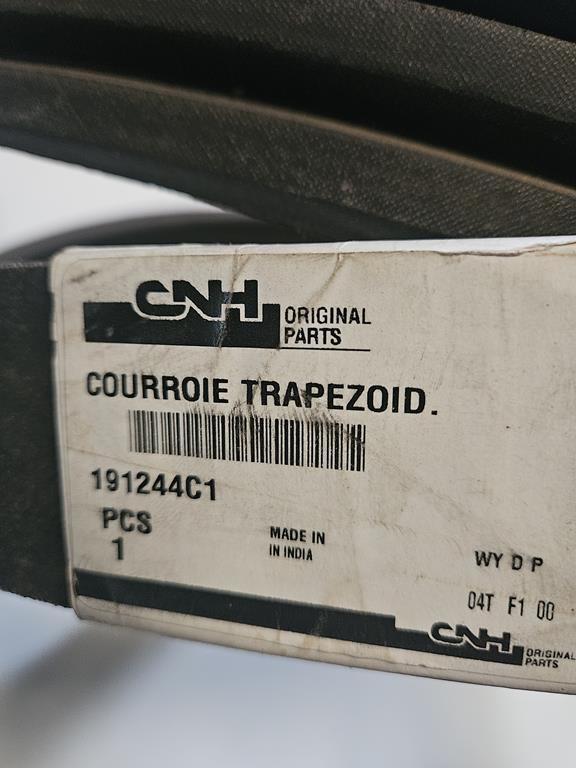 CNH ORIGINAL
PARTS
COURROIE TRAPEZOID.
191244C1
PCS
1
MADE IN
IN INDIA
WY D P
04T F1 00
CNH ORIGINAL
PARTS